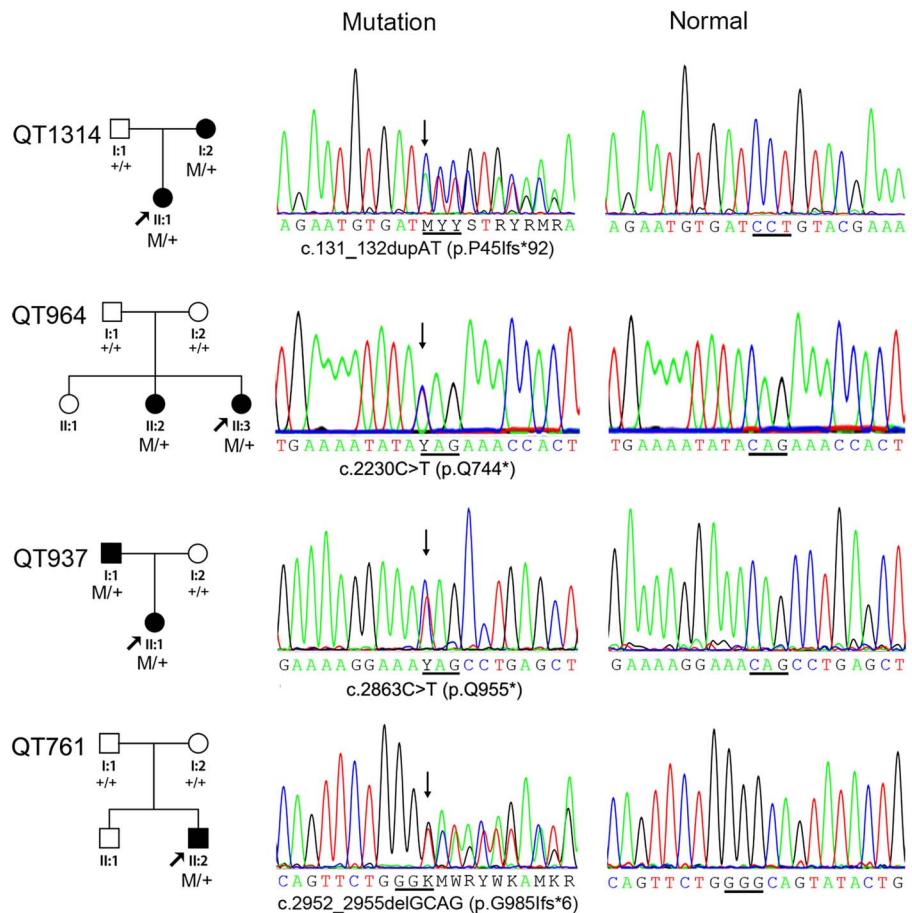 Mutation Normal
QT1314
I:1 I:2
+/+ M/+
II:1
M/+
AGAATGTGATMYYSTRYRMRA AGAATGTGATCCTGTACGAAA
c.131_132dupAT (p.P45Ifs*92)
QT964
I:1 I:2
+/+ +/+
II:1 II:2 II:3
M/+ M/+
TGAAAATATAYAGAAACCACT TGAAAATATACAGAAACCACT
c.2230C>T (p.Q744*)
QT937
I:1 I:2
M/+ +/+
II:1
M/+
GAAAAGGAAAYAGCCTGAGCT GAAAAGGAAACAGCCTGAGCT
c.2863C>T (p.Q955*)
QT761
I:1 I:2
+/+ +/+
II:1 II:2
M/+
CAGTTCTGGGKMWRYWKAMKR CAGTTCTGGGGCAGTATACTG
c.2952_2955delGCAG (p.G985Ifs*6)